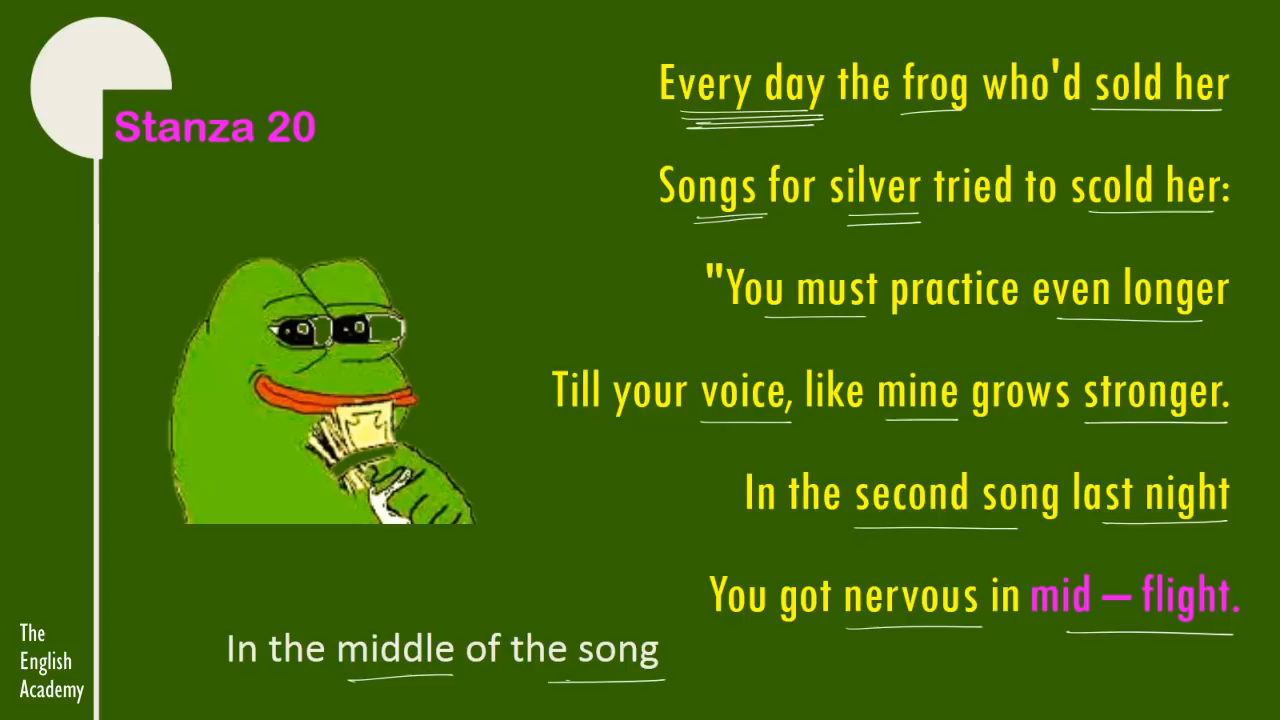 Stanza 20
Every day the frog who'd sold her
Songs for silver tried to scold her:
"You must practice even longer
Till your voice, like mine grows stronger.
In the second song last night
You got nervous in mid – flight.
In the middle of the song
The
English
Academy